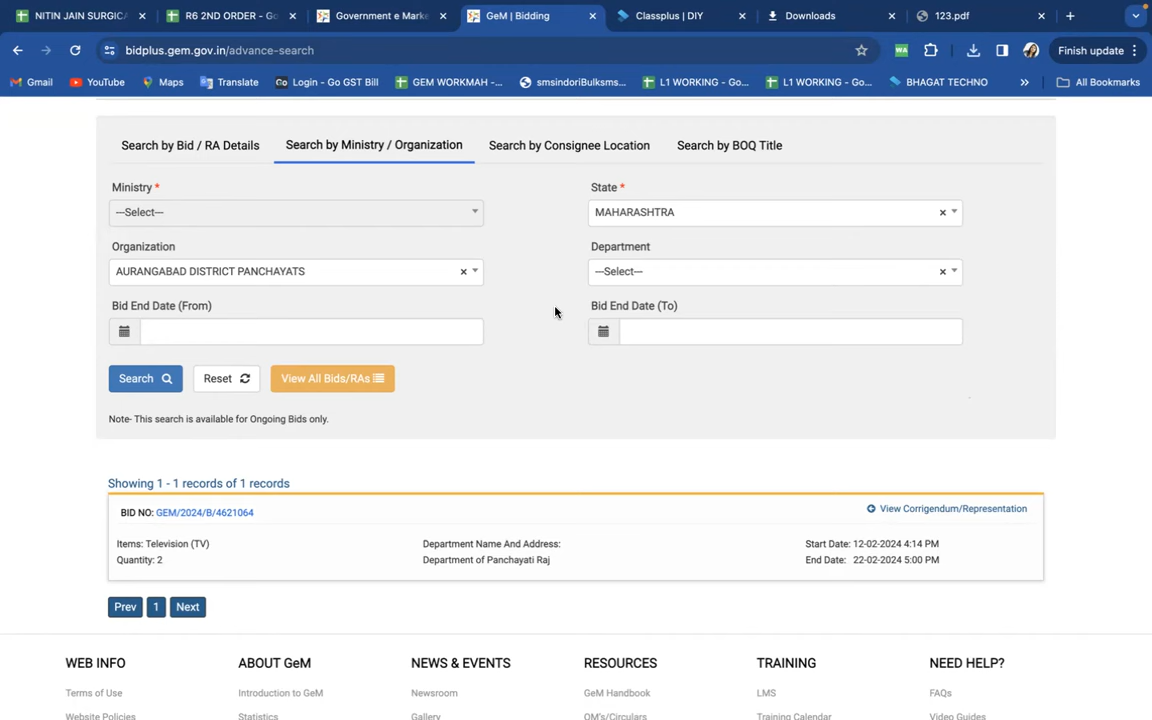 NITIN JAIN SURGICA
R6 2ND ORDER - Go
Government e Marke
GeM | Bidding
Classplus | DIY
Downloads
123.pdf
bidplus.gem.gov.in/advance-search
WM
Finish update
Gmail
YouTube
Maps
Translate
Login - Go GST Bill
GEM WORKMAH -...
smsindoriBulksms...
L1 WORKING - Go...
L1 WORKING - Go...
BHAGAT TECHNO
All Bookmarks
Search by Bid / RA Details
Search by Ministry / Organization
Search by Consignee Location
Search by BOQ Title
Ministry *
State *
---Select---
MAHARASHTRA
Organization
Department
AURANGABAD DISTRICT PANCHAYATS
---Select---
Bid End Date (From)
Bid End Date (To)
Search
Reset
View All Bids/RAs
Note- This search is available for Ongoing Bids only.
Showing 1 - 1 records of 1 records
BID NO: GEM/2024/B/4621064
View Corrigendum/Representation
Items: Television (TV)
Department Name And Address:
Start Date: 12-02-2024 4:14 PM
Quantity: 2
Department of Panchayati Raj
End Date: 22-02-2024 5:00 PM
Prev
1
Next
WEB INFO
ABOUT GeM
NEWS & EVENTS
RESOURCES
TRAINING
NEED HELP?
Terms of Use
Introduction to GeM
Newsroom
GeM Handbook
LMS
FAQs
Website Policies
Statistics
Gallery
OM's/Circulars
Training Calendar
Video Guides